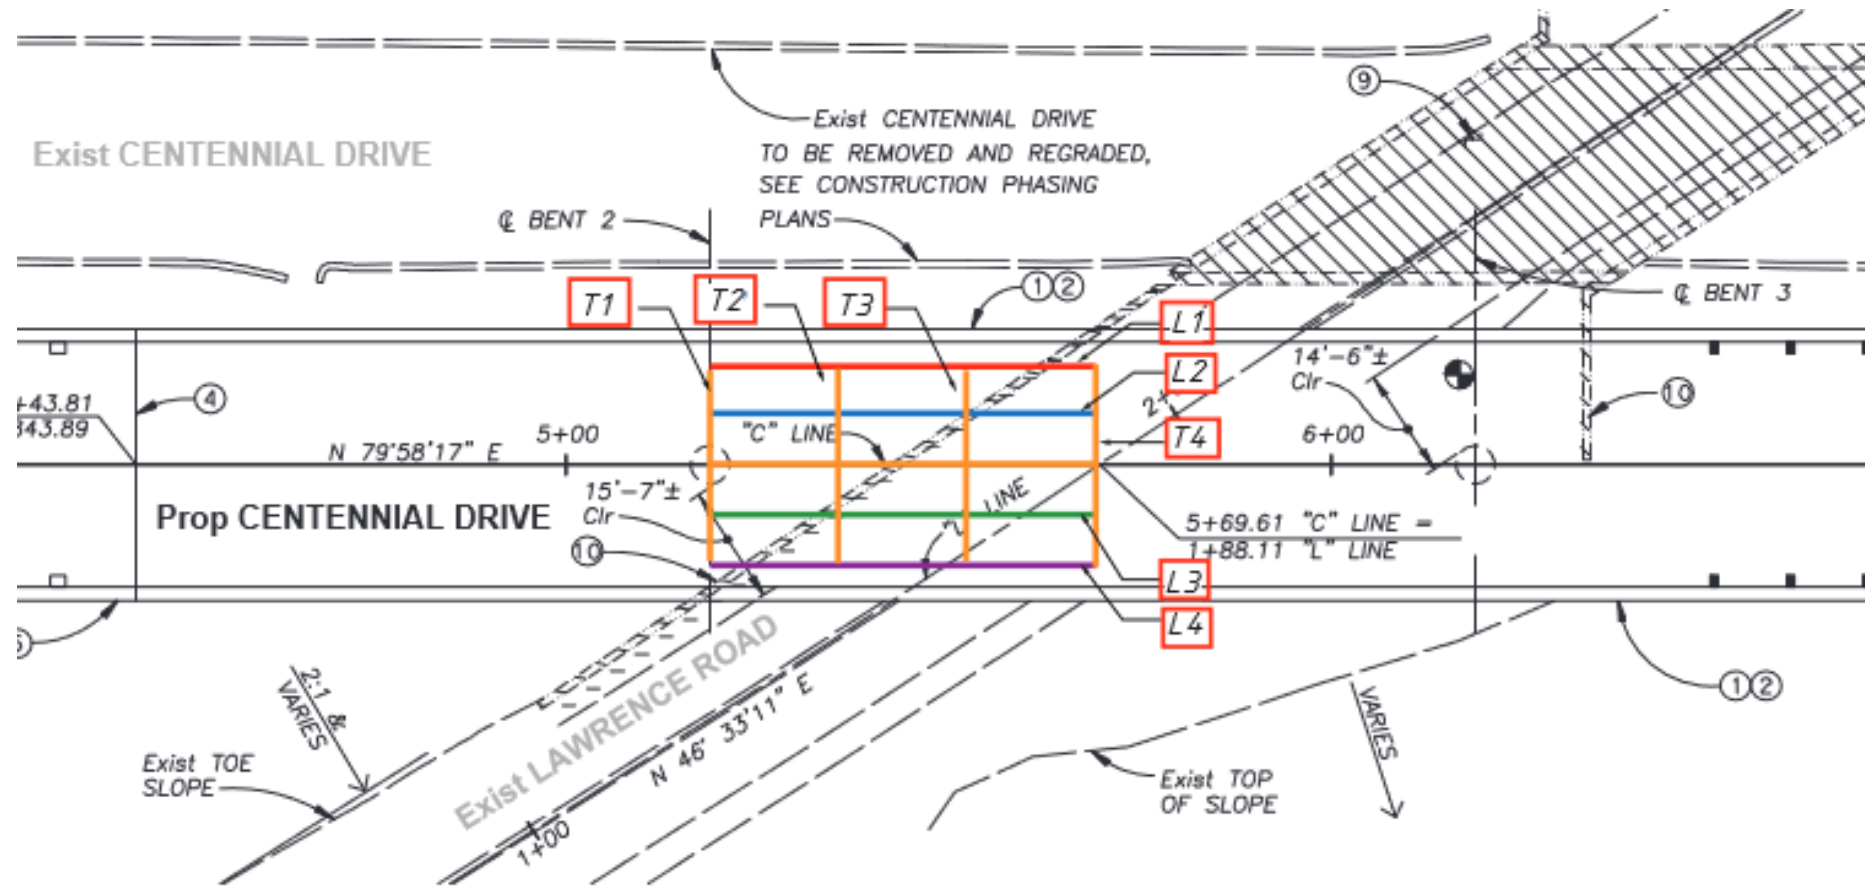 9
Exist CENTENNIAL DRIVE
TO BE REMOVED AND REGRADED,
SEE CONSTRUCTION PHASING
PLANS
Exist CENTENNIAL DRIVE
℄ BENT 2
T1
T2
T3
1 2
℄ BENT 3
L1
L2
T4
14'-6"±
Clr
4
10
+43.81
343.89
N 79°58'17" E
5+00
"C" LINE
2+
6+00
15'-7"±
Clr
LINE
Prop CENTENNIAL DRIVE
5+69.61 "C" LINE =
1+88.11 "L" LINE
10
L3
L4
Exist LAWRENCE ROAD
N 46° 33'11" E
1+00
2:1 &
VARIES
Exist TOE
SLOPE
Exist TOP
OF SLOPE
VARIES
1 2